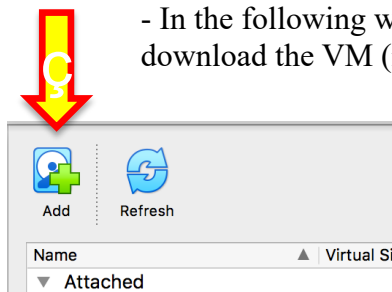 - In the following w
download the VM (
Ç
Add Refresh
Name ▲ Virtual Si
▼ Attached